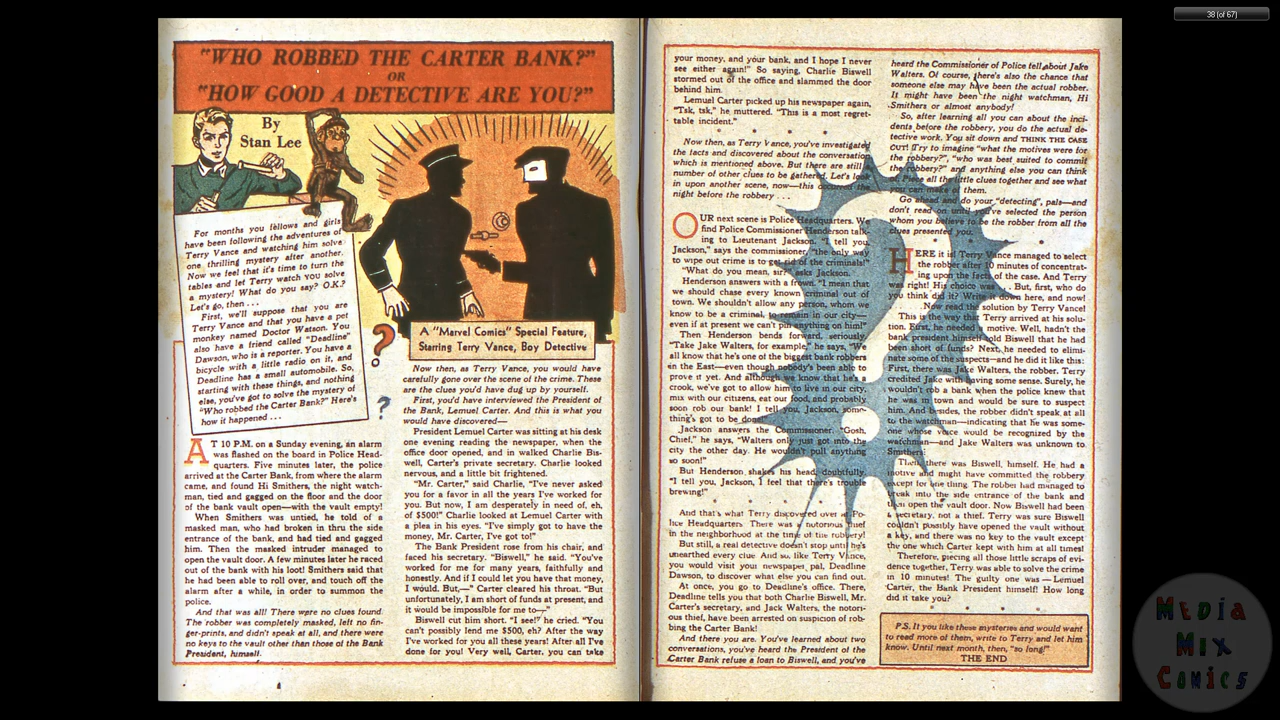 38 (of 67)
"WHO ROBBED THE CARTER BANK?"
OR
"HOW GOOD A DETECTIVE ARE YOU?"
By
Stan Lee
For months you fellows and girls
have been following the adventures of
Terry Vance and watching him solve
one thrilling mystery after another.
Now we feel that it's time to turn the
tables and let Terry watch you solve
a mystery! What do you say? O.K.?
Let's go, then . . .
First, we'll suppose that you are
Terry Vance and that you have a pet
monkey named Doctor Watson. You
also have a friend called "Deadline"
Dawson, who is a reporter. You have a
bicycle with a little radio on it, and
Deadline has a small automobile. So,
starting with these things, and nothing
else, you've got to solve the mystery of
"Who robbed the Carter Bank?" Here's
how it happened . . .
A "Marvel Comics" Special Feature,
Starring Terry Vance, Boy Detective
AT 10 P.M. on a Sunday evening, an alarm
was flashed on the board in Police Head-
quarters. Five minutes later, the police
arrived at the Carter Bank, from where the alarm
came, and found Hi Smithers, the night watch-
man, tied and gagged on the floor and the door
of the bank vault open—with the vault empty!
When Smithers was untied, he told of a
masked man, who had broken in thru the side
entrance of the bank, and had tied and gagged
him. Then the masked intruder managed to
open the vault door. A few minutes later he raced
out of the bank with his loot! Smithers said that
he had been able to roll over, and touch off the
alarm after a while, in order to summon the
police.
And that was all! There were no clues found.
The robber was completely masked, left no fin-
ger-prints, and didn't speak at all, and there were
no keys to the vault other than those of the Bank
President, himself.
Now then, as Terry Vance, you would have
carefully gone over the scene of the crime. These
are the clues you'd have dug up by yourself.
First, you'd have interviewed the President of
the Bank, Lemuel Carter. And this is what you
would have discovered—
President Lemuel Carter was sitting at his desk
one evening reading the newspaper, when the
office door opened, and in walked Charlie Bis-
well, Carter's private secretary. Charlie looked
nervous, and a little bit frightened.
"Mr. Carter," said Charlie, "I've never asked
you for a favor in all the years I've worked for
you. But now, I am desperately in need of, eh,
of $500!" Charlie looked at Lemuel Carter with
a plea in his eyes. "I've simply got to have the
money, Mr. Carter, I've got to!"
The Bank President rose from his chair, and
faced his secretary. "Biswell," he said. "You've
worked for me for many years, faithfully and
honestly. And if I could let you have that money,
I would. But,—" Carter cleared his throat. "But
unfortunately, I am short of funds at present, and
it would be impossible for me to—"
Biswell cut him short. "I see!" he cried. "You
can't possibly lend me $500, eh? After the way
I've worked for you all these years! After all I've
done for you! Very well, Carter, you can take
your money, and your bank, and I hope I never
see either again!" So saying, Charlie Biswell
stormed out of the office and slammed the door
behind him.
Lemuel Carter picked up his newspaper again,
"Tsk, tsk," he muttered. "This is a most regret-
table incident."
Now then, as Terry Vance, you've investigated
the facts and discovered about the conversation
which is mentioned above. But there are still a
number of other clues to be gathered. Let's look
in upon another scene, now—this occurred the
night before the robbery . . .
OUR next scene is Police Headquarters. We
find Police Commissioner Henderson talk-
ing to Lieutenant Jackson. "I tell you,
Jackson," says the commissioner, "the only way
to wipe out crime is to get rid of the criminals!"
"What do you mean, sir?" asks Jackson.
Henderson answers with a frown. "I mean that
we should chase every known criminal out of
town. We shouldn't allow any person, whom we
know to be a criminal, to remain in our city—
even if at present we can't pin anything on him!"
Then Henderson bends forward, seriously.
"Take Jake Walters, for example," he says, "We
all know that he's one of the biggest bank robbers
in the East—even though nobody's been able to
prove it yet. And although we know that he's a
crook, we've got to allow him to live in our city,
mix with our citizens, eat our food, and probably
soon rob our bank! I tell you, Jackson, some-
thing's got to be done!"
Jackson answers the Commissioner. "Gosh,
Chief," he says, "Walters only just got into the
city the other day. He wouldn't pull anything
so soon!"
But Henderson shakes his head, doubtfully.
"I tell you, Jackson, I feel that there's trouble
brewing!"
And that's what Terry discovered over at Po-
lice Headquarters. There was a notorious thief
in the neighborhood at the time of the robbery!
But still, a real detective doesn't stop until he's
unearthed every clue. And so, like Terry Vance,
you would visit your newspaper pal, Deadline
Dawson, to discover what else you can find out.
At once, you go to Deadline's office. There,
Deadline tells you that both Charlie Biswell, Mr.
Carter's secretary, and Jack Walters, the notori-
ous thief, have been arrested on suspicion of rob-
bing the Carter Bank!
And there you are. You've learned about two
conversations, you've heard the President of the
Carter Bank refuse a loan to Biswell, and you've
heard the Commissioner of Police tell about Jake
Walters. Of course, there's also the chance that
someone else may have been the actual robber.
It might have been the night watchman, Hi
Smithers or almost anybody!
So, after learning all you can about the inci-
dents before the robbery, you do the actual de-
tective work. You sit down and THINK THE CASE
OUT! Try to imagine "what the motives were for
the robbery?", "who was best suited to commit
the robbery?" and anything else you can think
of. Piece all the little clues together and see what
you can make of them.
Go ahead and do your "detecting", pals—and
don't read on until you've selected the person
whom you believe to be the robber from all the
clues presented you.
HERE it is! Terry Vance managed to select
the robber after 10 minutes of concentrat-
ing upon the facts of the case. And Terry
was right! His choice was . . . But, first, who do
you think did it? Write it down here, and now!
Now read the solution by Terry Vance!
This is the way that Terry arrived at his solu-
tion. First, he needed a motive. Well, hadn't the
bank president himself told Biswell that he had
been short of funds? Next, he needed to elimi-
nate some of the suspects—and he did it like this:
First, there was Jake Walters, the robber. Terry
credited Jake with having some sense. Surely, he
wouldn't rob a bank when the police knew that
he was in town and would be sure to suspect
him. And besides, the robber didn't speak at all
to the watchman—indicating that he was some-
one whose voice would be recognized by the
watchman—and Jake Walters was unknown to
Smithers!
Then, there was Biswell, himself. He had a
motive and might have committed the robbery
except for one thing. The robber had managed to
break into the side entrance of the bank and
then open the vault door. Now Biswell had been
a secretary, not a thief. Terry was sure Biswell
couldn't possibly have opened the vault without
a key, and there was no key to the vault except
the one which Carter kept with him at all times!
Therefore, piecing all those little scraps of evi-
dence together, Terry was able to solve the crime
in 10 minutes! The guilty one was — Lemuel
Carter, the Bank President himself! How long
did it take you?
P.S. If you like these mysteries and would want
to read more of them, write to Terry and let him
know. Until next month, then, "so long!"
THE END
MEDIA
MIX
COMICS